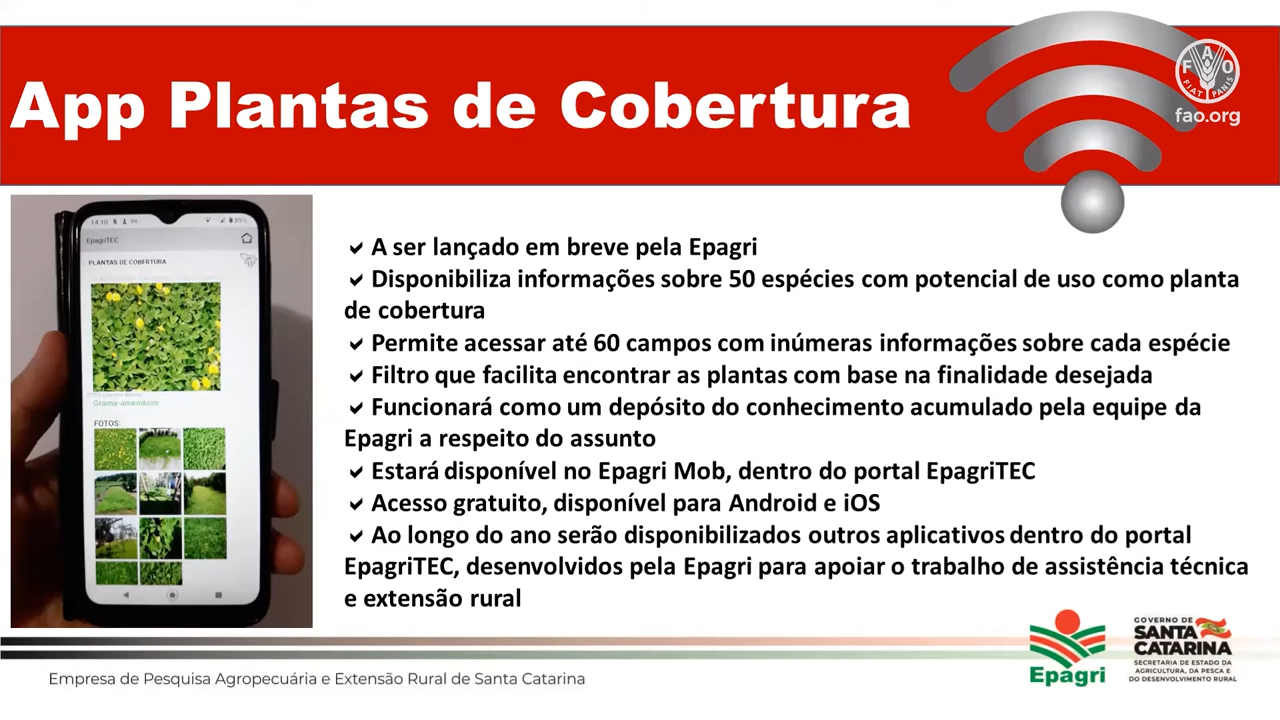 App Plantas de Cobertura
FAO
FIAT PANIS
fao.org
14:10
EpagriTEC
PLANTAS DE COBERTURA
Grama-amendoim
FOTOS:
A ser lançado em breve pela Epagri
Disponibiliza informações sobre 50 espécies com potencial de uso como planta
de cobertura
Permite acessar até 60 campos com inúmeras informações sobre cada espécie
Filtro que facilita encontrar as plantas com base na finalidade desejada
Funcionará como um depósito do conhecimento acumulado pela equipe da
Epagri a respeito do assunto
Estará disponível no Epagri Mob, dentro do portal EpagriTEC
Acesso gratuito, disponível para Android e iOS
Ao longo do ano serão disponibilizados outros aplicativos dentro do portal
EpagriTEC, desenvolvidos pela Epagri para apoiar o trabalho de assistência técnica
e extensão rural
Epagri
GOVERNO DE
SANTA
CATARINA
SECRETARIA DE ESTADO DA
AGRICULTURA, DA PESCA E
DO DESENVOLVIMENTO RURAL
Empresa de Pesquisa Agropecuária e Extensão Rural de Santa Catarina